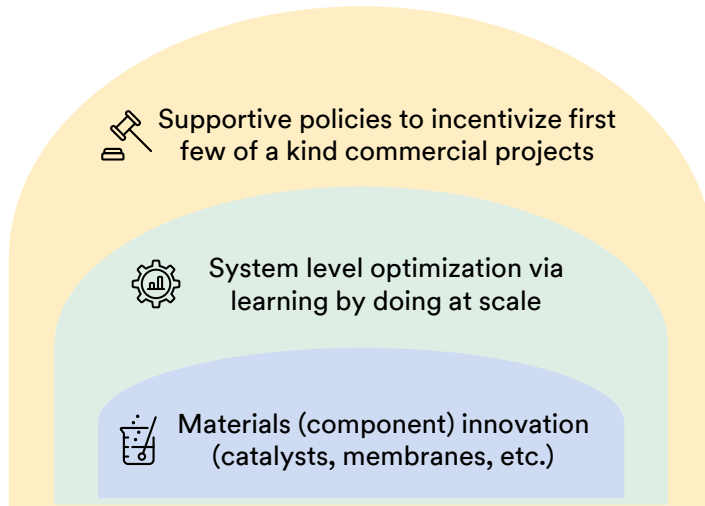 Supportive policies to incentivize first
few of a kind commercial projects
System level optimization via
learning by doing at scale
Materials (component) innovation
(catalysts, membranes, etc.)